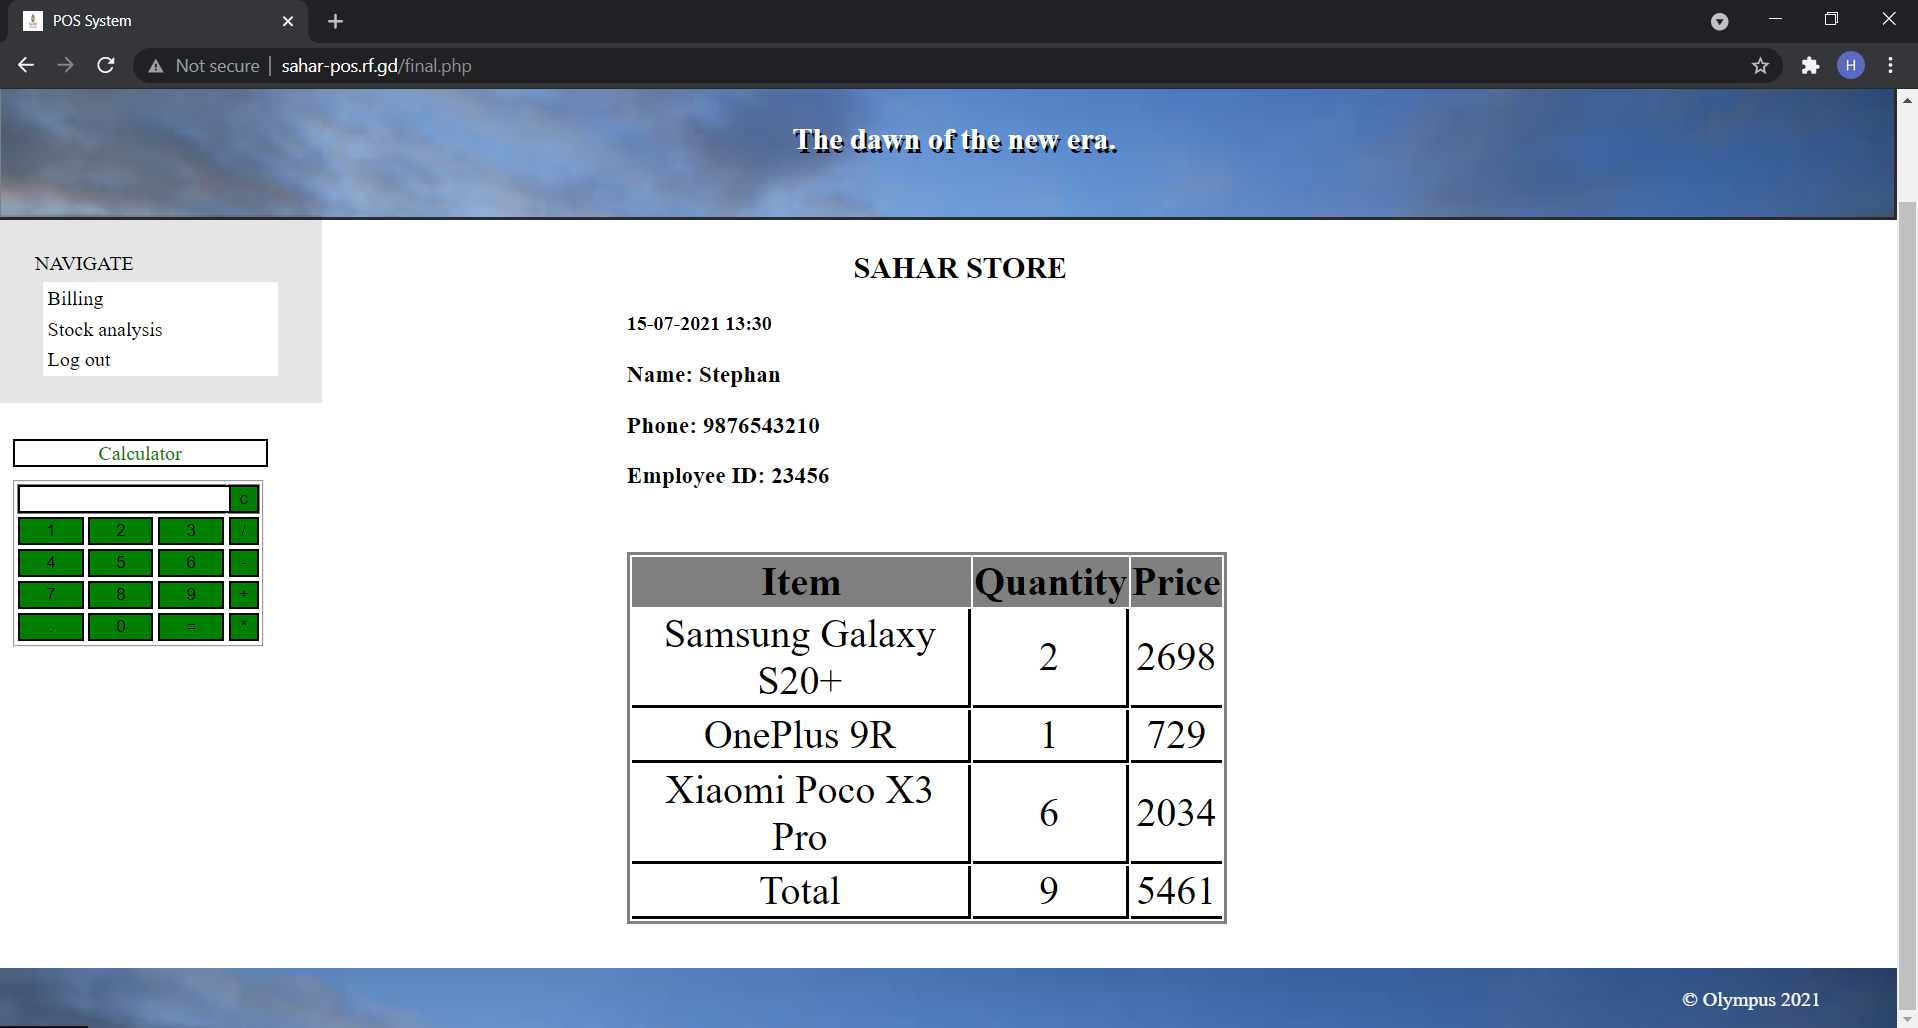 POS System
Not secure | sahar-pos.rf.gd/final.php
H
The dawn of the new era.
NAVIGATE
Billing
Stock analysis
Log out
Calculator
c
1 2 3 /
4 5 6 -
7 8 9 +
. 0 = *
SAHAR STORE
15-07-2021 13:30
Name: Stephan
Phone: 9876543210
Employee ID: 23456
Item Quantity Price
Samsung Galaxy
S20+ 2 2698
OnePlus 9R 1 729
Xiaomi Poco X3
Pro 6 2034
Total 9 5461
© Olympus 2021